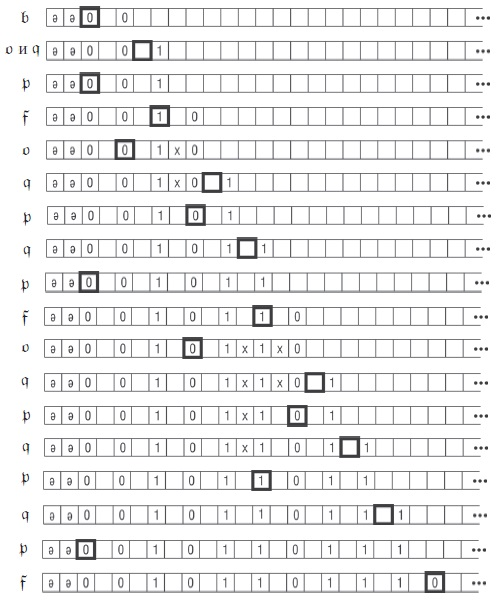 b ə ə 0 0 ...
o и q ə ə 0 0 1 ...
p ə ə 0 0 1 ...
f ə ə 0 0 1 0 ...
o ə ə 0 0 1 x 0 ...
q ə ə 0 0 1 x 0 1 ...
p ə ə 0 0 1 0 1 ...
q ə ə 0 0 1 0 1 1 ...
p ə ə 0 0 1 0 1 1 ...
f ə ə 0 0 1 0 1 1 0 ...
o ə ə 0 0 1 0 1 x 1 x 0 ...
q ə ə 0 0 1 0 1 x 1 x 0 1 ...
p ə ə 0 0 1 0 1 x 1 0 1 ...
q ə ə 0 0 1 0 1 x 1 0 1 1 ...
p ə ə 0 0 1 0 1 1 0 1 1 ...
q ə ə 0 0 1 0 1 1 0 1 1 1 ...
p ə ə 0 0 1 0 1 1 0 1 1 1 ...
f ə ə 0 0 1 0 1 1 0 1 1 1 0 ...